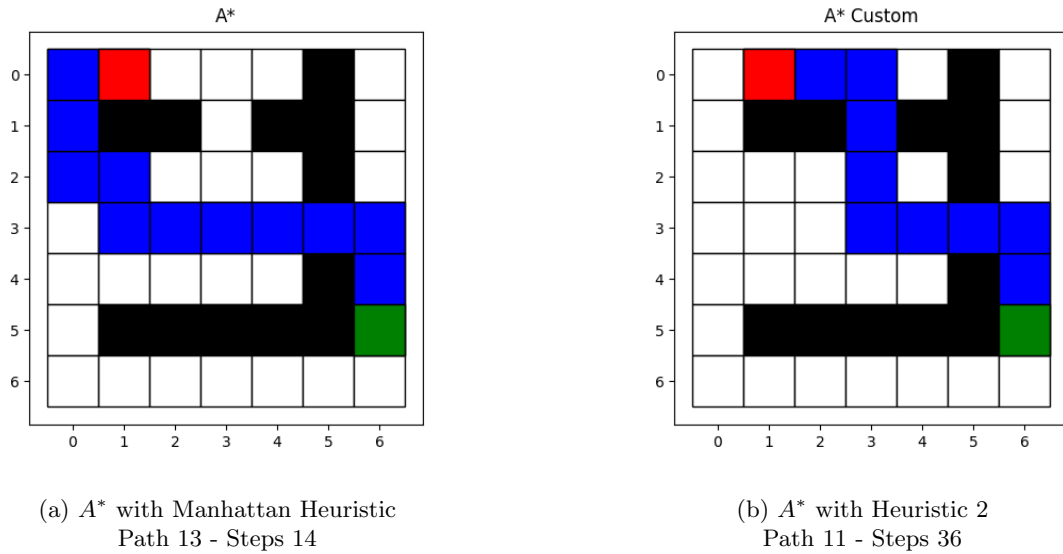 A*
0
1
2
3
4
5
6
0 1 2 3 4 5 6
(a) A* with Manhattan Heuristic
Path 13 - Steps 14
A* Custom
0
1
2
3
4
5
6
0 1 2 3 4 5 6
(b) A* with Heuristic 2
Path 11 - Steps 36